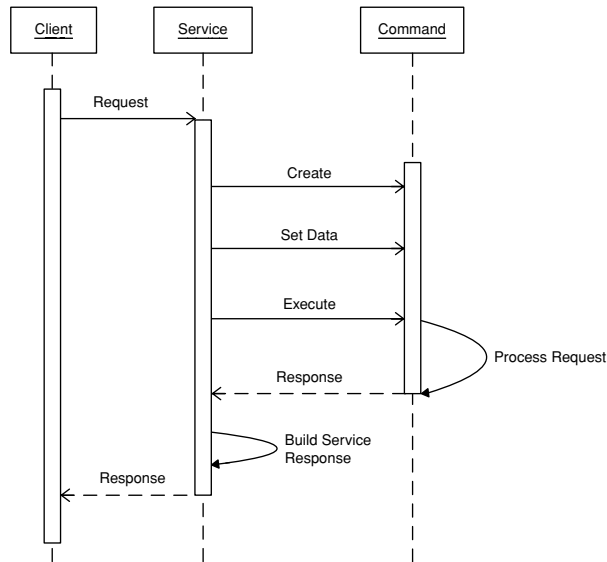 Client
Service
Command
Request
Create
Set Data
Execute
Process Request
Response
Build Service
Response
Response